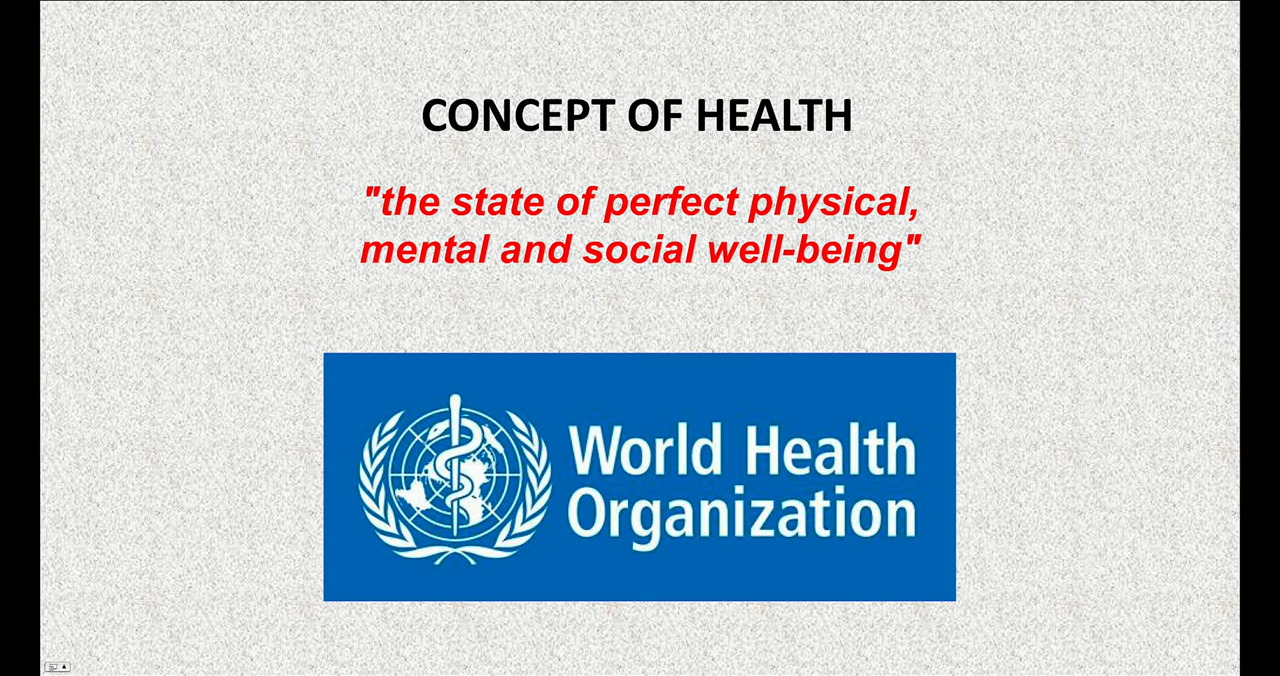 CONCEPT OF HEALTH
"the state of perfect physical,
mental and social well-being"
World Health
Organization